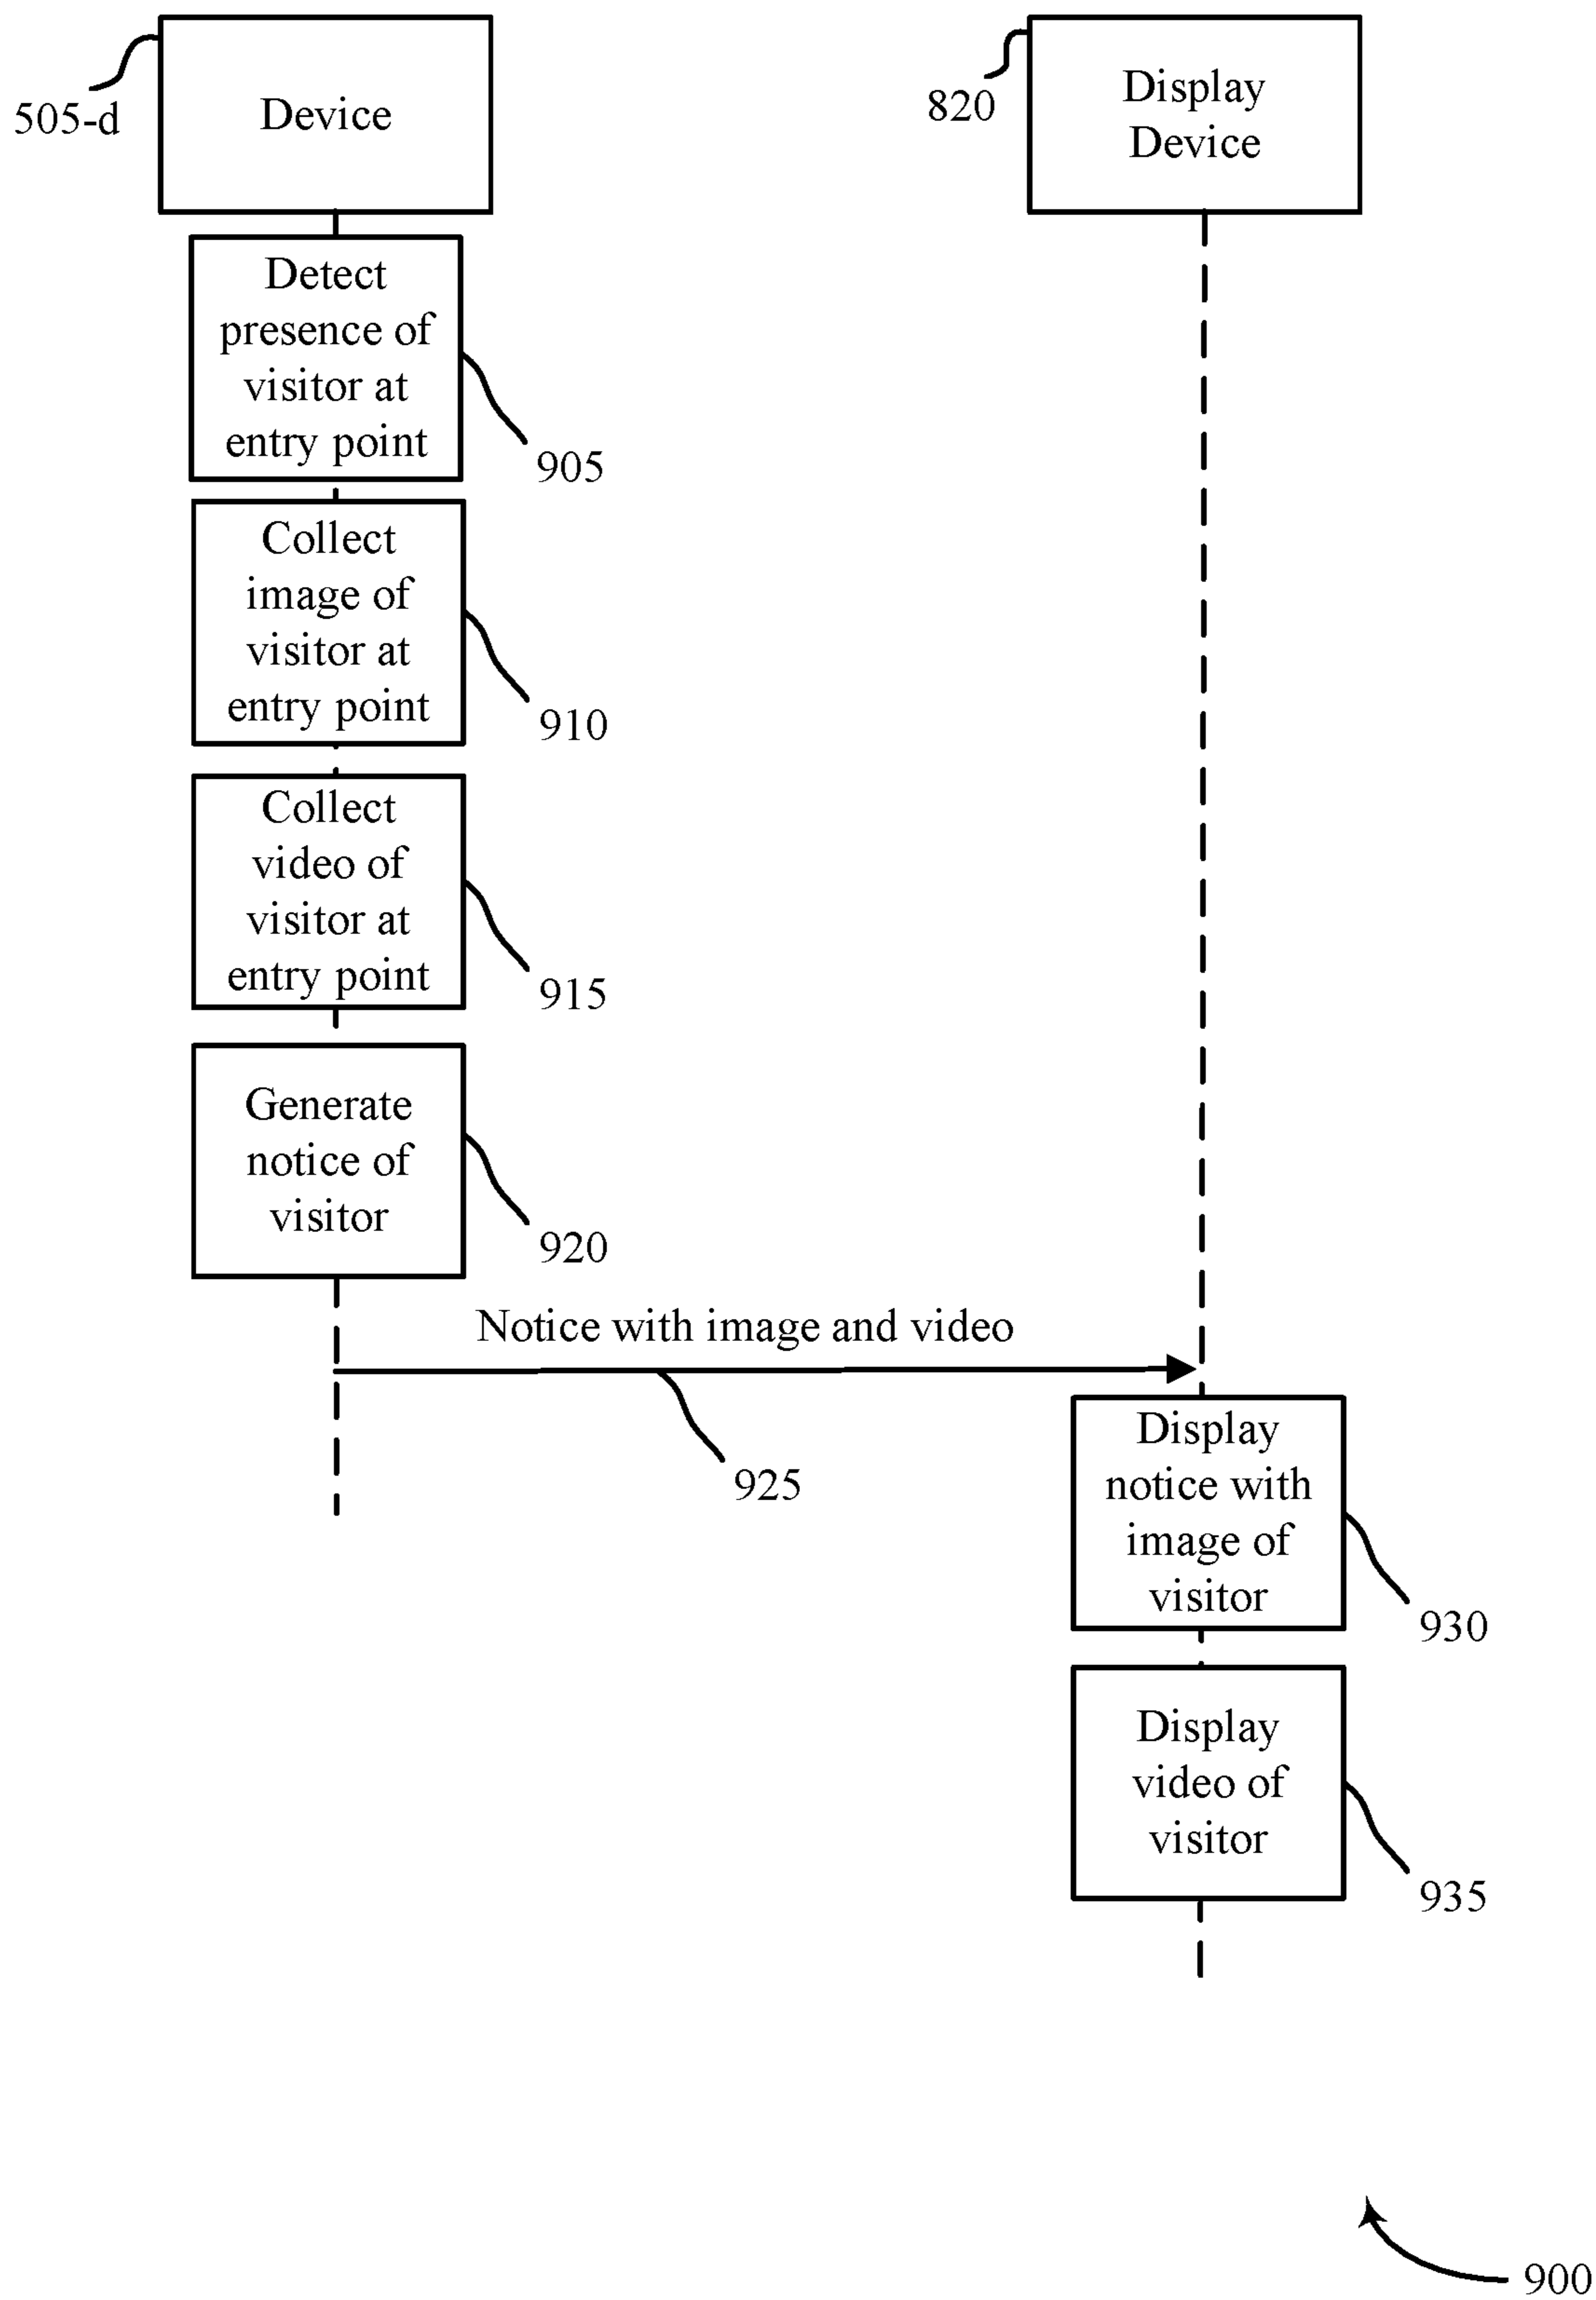 505-d
Device
820
Display
Device
Detect
presence of
visitor at
entry point
905
Collect
image of
visitor at
entry point
910
Collect
video of
visitor at
entry point
915
Generate
notice of
visitor
920
Notice with image and video
925
Display
notice with
image of
visitor
930
Display
video of
visitor
935
900